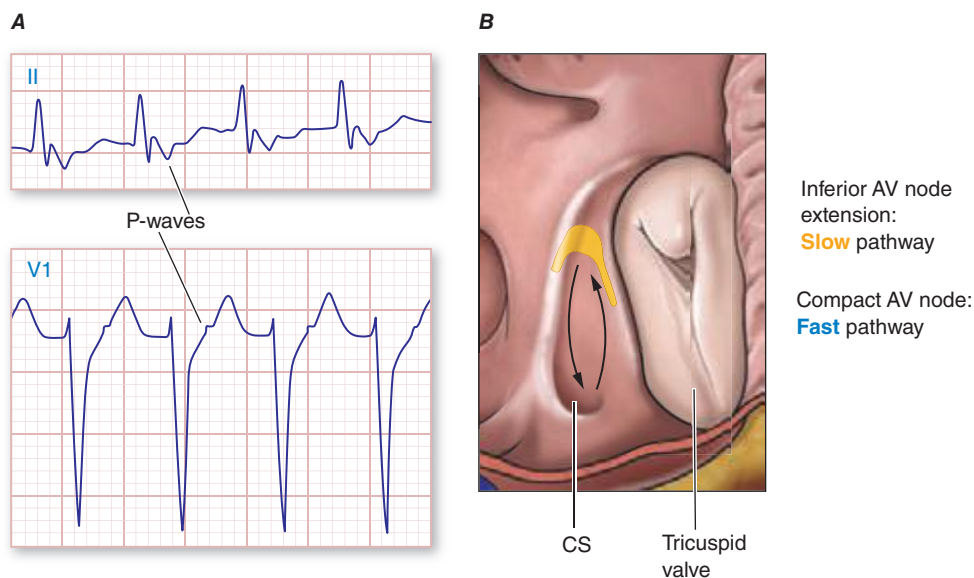 A
II
P-waves
V1
B
Inferior AV node
extension:
Slow pathway
Compact AV node:
Fast pathway
CS
Tricuspid
valve